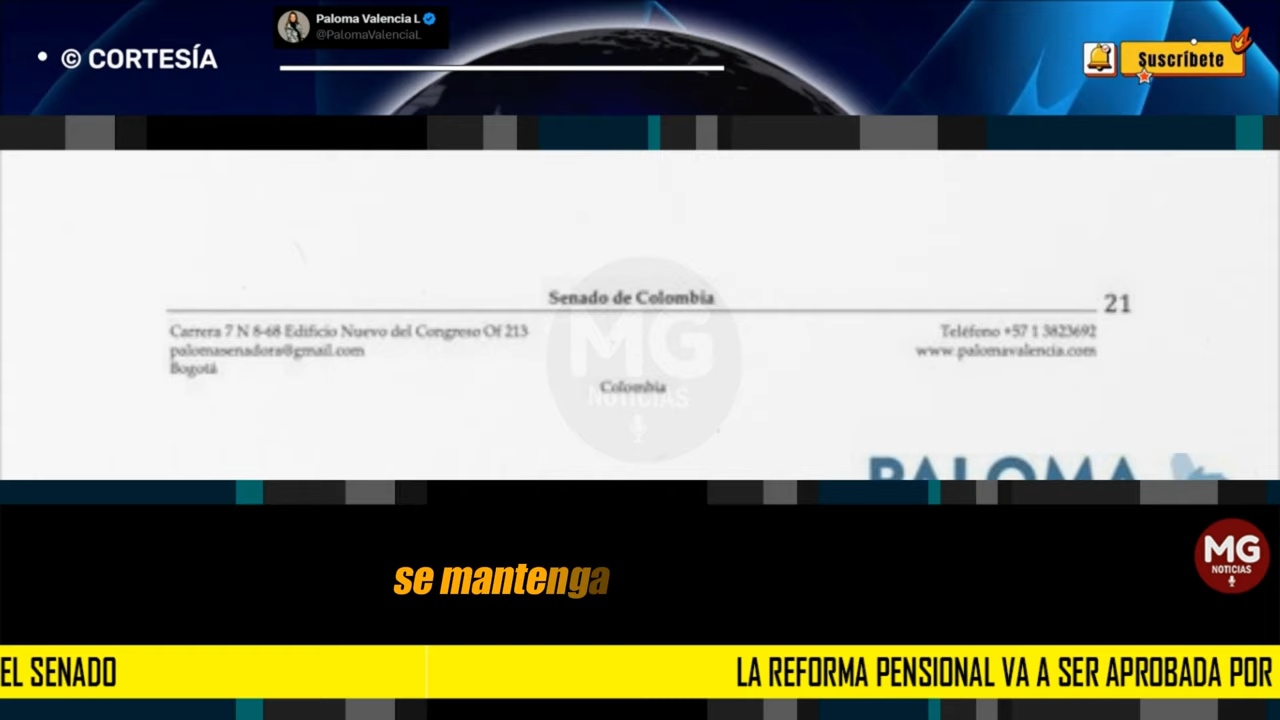 • © CORTESÍA
Paloma Valencia L
@PalomaValenciaL
Suscríbete
Senado de Colombia
21
Carrera 7 N 8-68 Edificio Nuevo del Congreso Of 213
Teléfono +57 1 3823692
palomasenadora@gmail.com
www.palomavalencia.com
Bogotá
Colombia
MG
NOTICIAS
PALOMA
se mantenga
MG
NOTICIAS
EL SENADO
LA REFORMA PENSIONAL VA A SER APROBADA POR